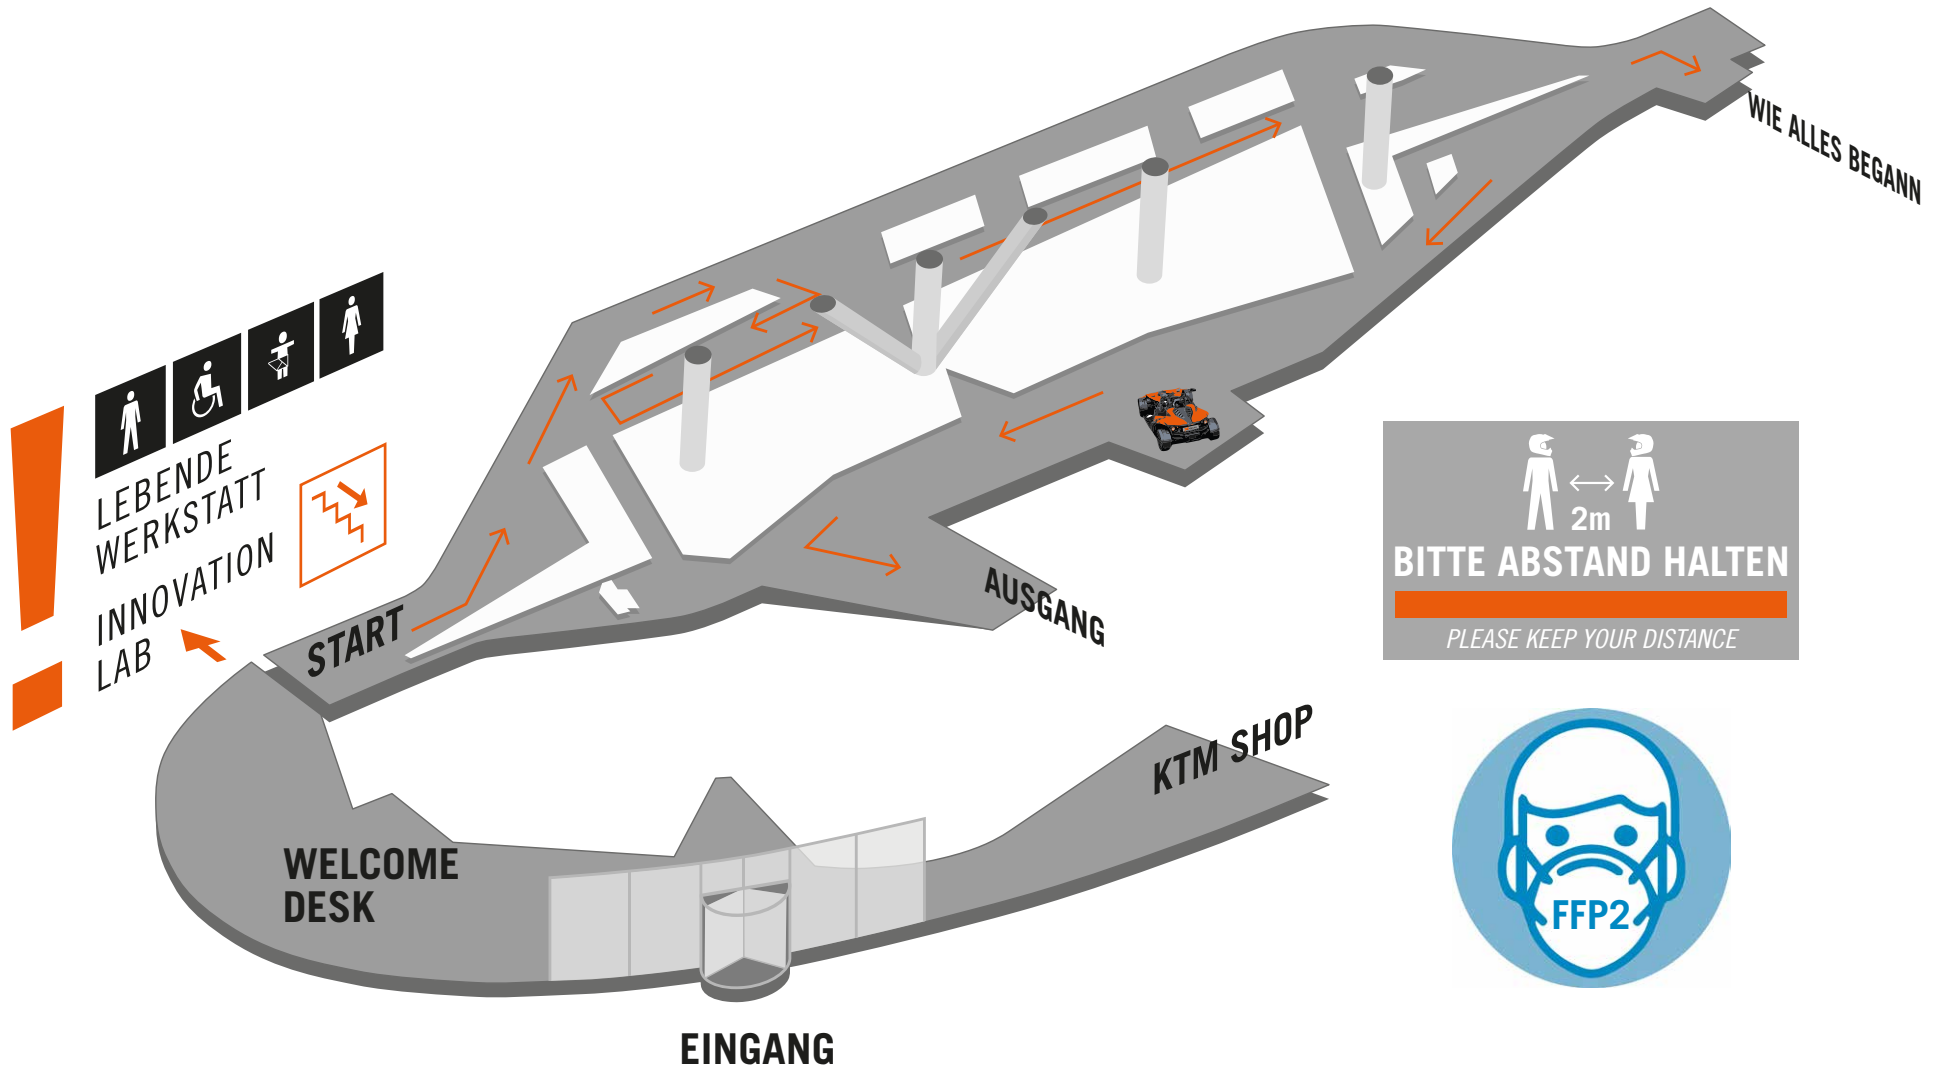 WIE ALLES BEGANN
LEBENDE
WERKSTATT
INNOVATION
LAB
START
AUSGANG
2m
BITTE ABSTAND HALTEN
PLEASE KEEP YOUR DISTANCE
KTM SHOP
WELCOME
DESK
FFP2
EINGANG